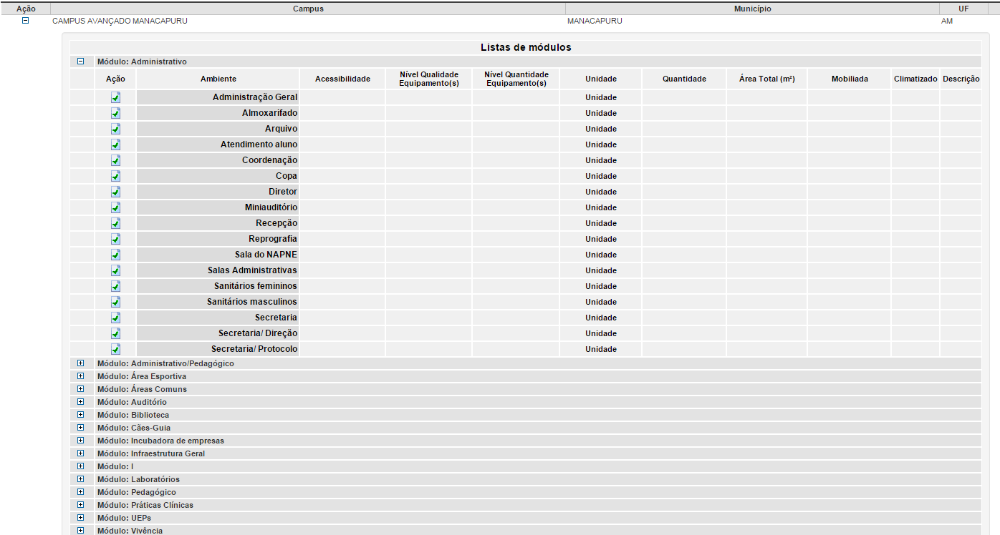 Ação Campus Município UF
CAMPUS AVANÇADO MANACAPURU MANACAPURU AM
Listas de módulos
Módulo: Administrativo
Ação Ambiente Acessibilidade Nível Qualidade Equipamento(s) Nível Quantidade Equipamento(s) Unidade Quantidade Área Total (m²) Mobiliada Climatizado Descrição
Administração Geral Unidade
Almoxarifado Unidade
Arquivo Unidade
Atendimento aluno Unidade
Coordenação Unidade
Copa Unidade
Diretor Unidade
Miniauditório Unidade
Recepção Unidade
Reprografia Unidade
Sala do NAPNE Unidade
Salas Administrativas Unidade
Sanitários femininos Unidade
Sanitários masculinos Unidade
Secretaria Unidade
Secretaria/ Direção Unidade
Secretaria/ Protocolo Unidade
Módulo: Administrativo/Pedagógico
Módulo: Área Esportiva
Módulo: Áreas Comuns
Módulo: Auditório
Módulo: Biblioteca
Módulo: Cães-Guia
Módulo: Incubadora de empresas
Módulo: Infraestrutura Geral
Módulo: I
Módulo: Laboratórios
Módulo: Pedagógico
Módulo: Práticas Clínicas
Módulo: UEPs
Módulo: Vivência